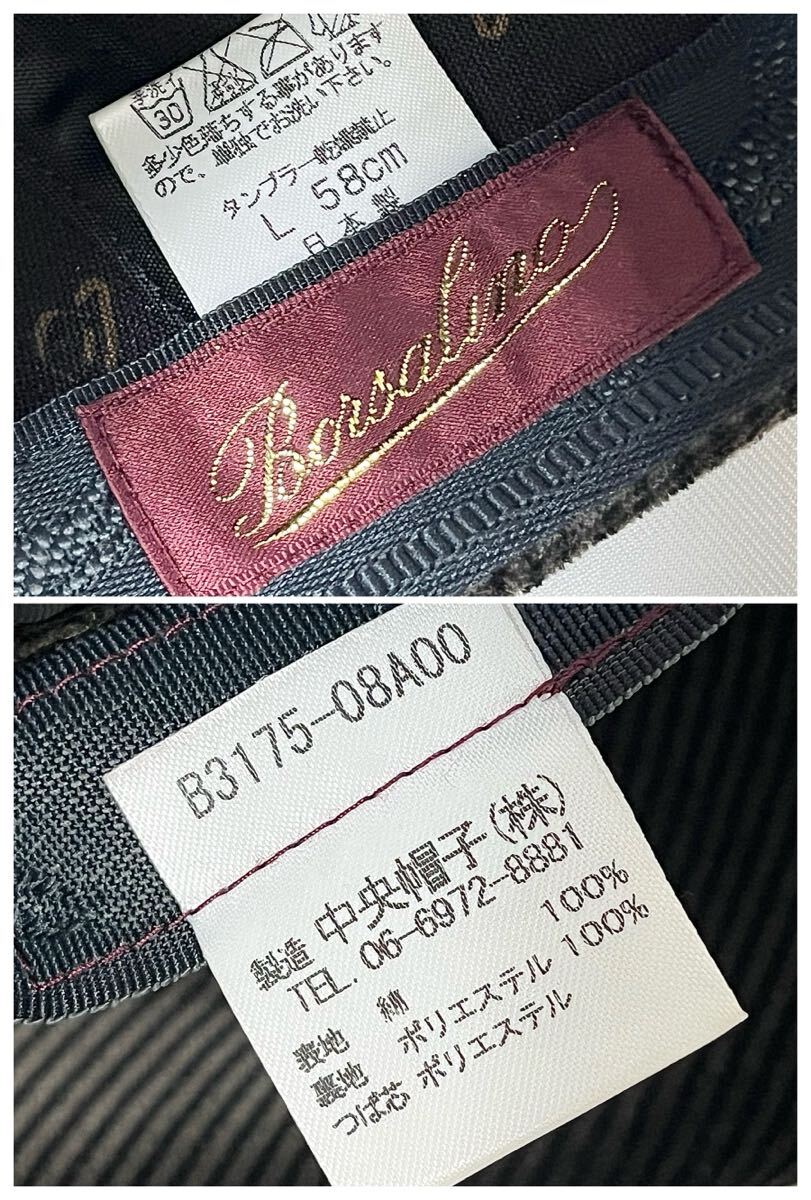 手洗イ
30
多少色落ちする事があります
ので、単独でお洗い下さい。
タンブラー乾燥禁止
L 58cm
日本製
Borsalino
B3175-08A00
製造 中央帽子(株)
TEL. 06-6972-8881
表地 綿 100%
裏地 ポリエステル 100%
つば芯 ポリエステル